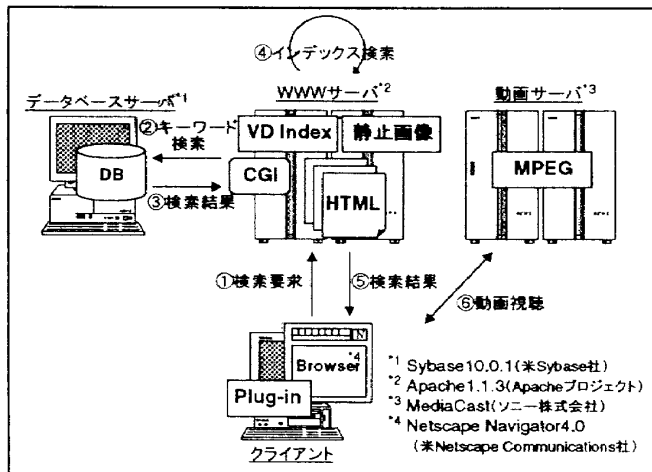 ④インデックス検索
WWWサーバ*2
動画サーバ*3
データベースサーバ*1
②キーワード
検索
VD Index
静止画像
DB
CGI
HTML
MPEG
③検索結果
①検索要求
⑤検索結果
⑥動画視聴
N
Browser*4
Plug-in
クライアント
*1 Sybase10.0.1(米Sybase社)
*2 Apache1.1.3(Apacheプロジェクト)
*3 MediaCast(ソニー株式会社)
*4 Netscape Navigator4.0
(米Netscape Communications社)